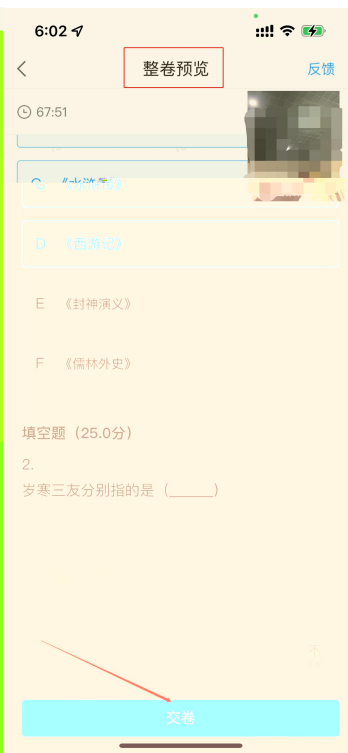 6:02
整卷预览
反馈
67:51
C 《水浒传》
D 《西游记》
E 《封神演义》
F 《儒林外史》
填空题（25.0分）
2.
岁寒三友分别指的是（______）
交卷